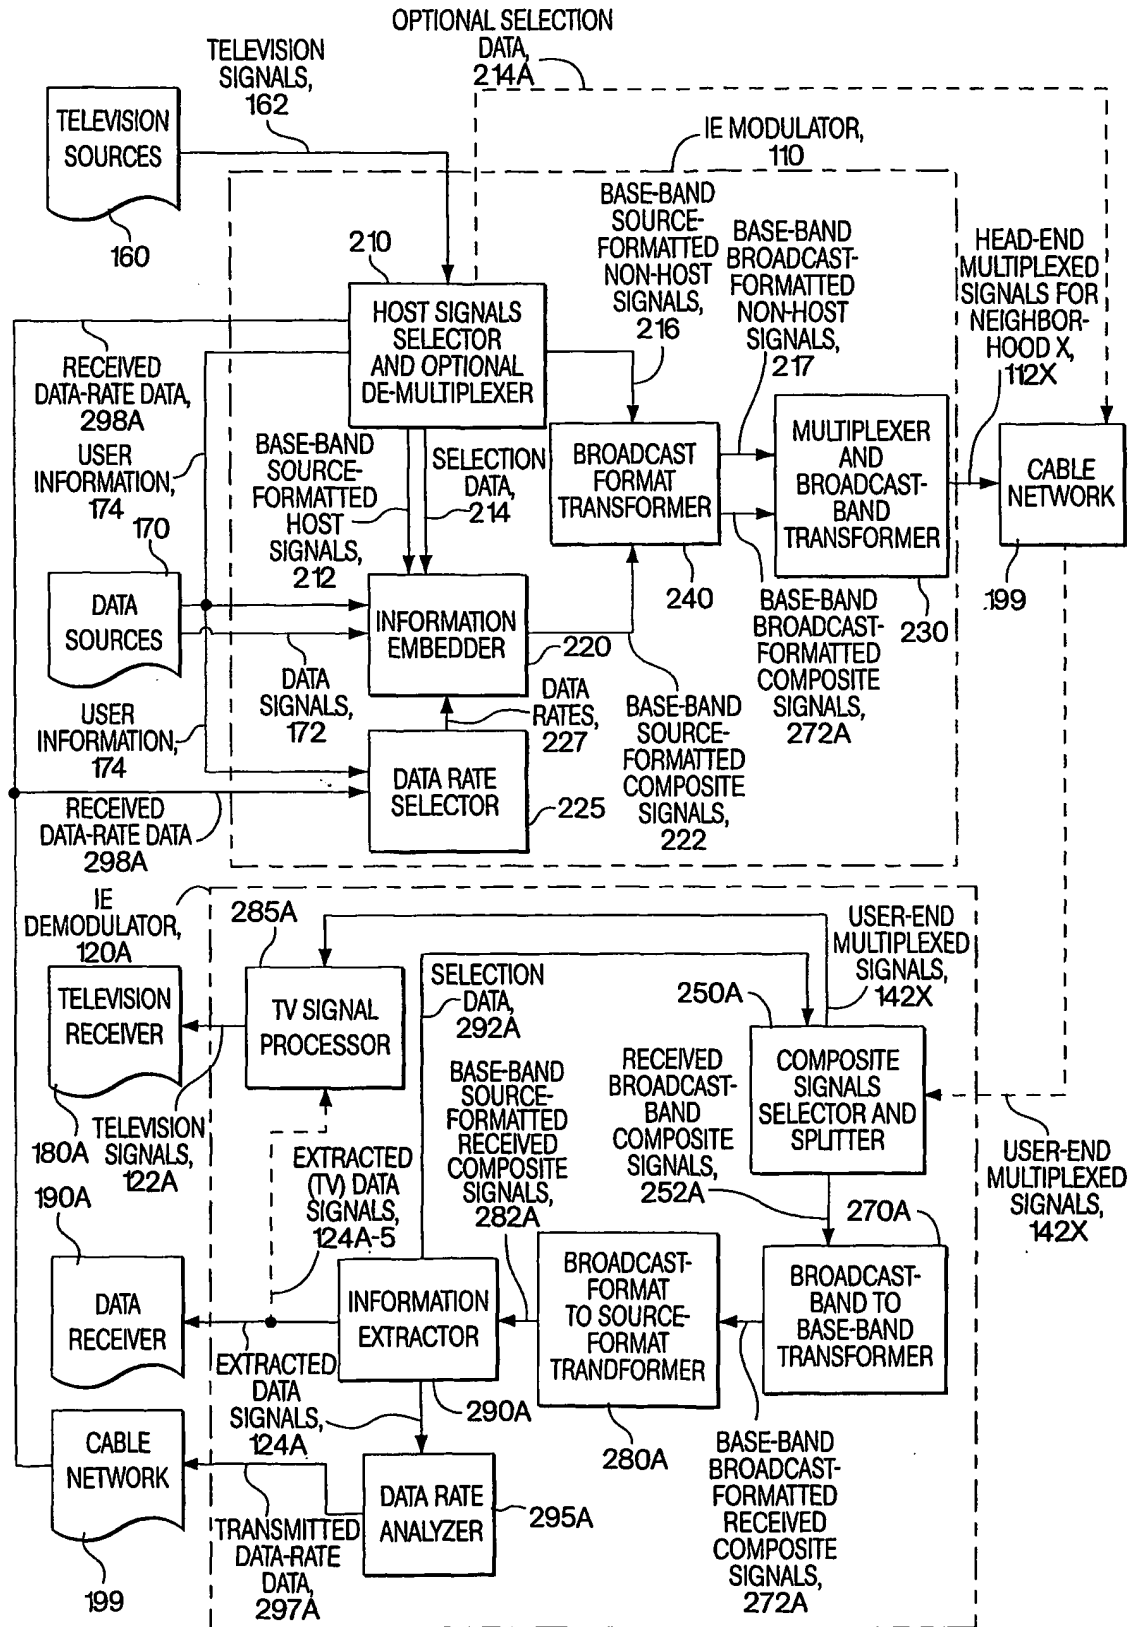 OPTIONAL SELECTION
DATA,
214A
TELEVISION
SIGNALS,
162
TELEVISION
SOURCES
160
IE MODULATOR,
110
210
HOST SIGNALS
SELECTOR
AND OPTIONAL
DE-MULTIPLEXER
BASE-BAND
SOURCE-
FORMATTED
NON-HOST
SIGNALS,
216
BASE-BAND
BROADCAST-
FORMATTED
NON-HOST
SIGNALS,
217
HEAD-END
MULTIPLEXED
SIGNALS FOR
NEIGHBOR-
HOOD X,
112X
RECEIVED
DATA-RATE DATA,
298A
USER
INFORMATION,
174
BASE-BAND
SOURCE-
FORMATTED
HOST
SIGNALS,
212
SELECTION
DATA,
214
BROADCAST
FORMAT
TRANSFORMER
240
MULTIPLEXER
AND
BROADCAST-
BAND
TRANSFORMER
230
CABLE
NETWORK
199
170
DATA
SOURCES
INFORMATION
EMBEDDER
220
DATA
SIGNALS,
172
DATA
RATES,
227
BASE-BAND
SOURCE-
FORMATTED
COMPOSITE
SIGNALS,
222
BASE-BAND
BROADCAST-
FORMATTED
COMPOSITE
SIGNALS,
272A
USER
INFORMATION,
174
DATA RATE
SELECTOR
225
RECEIVED
DATA-RATE DATA
298A
IE
DEMODULATOR,
120A
285A
TV SIGNAL
PROCESSOR
SELECTION
DATA,
292A
USER-END
MULTIPLEXED
SIGNALS,
142X
250A
COMPOSITE
SIGNALS
SELECTOR AND
SPLITTER
TELEVISION
RECEIVER
180A
TELEVISION
SIGNALS,
122A
EXTRACTED
(TV) DATA
SIGNALS,
124A-5
BASE-BAND
SOURCE-
FORMATTED
RECEIVED
COMPOSITE
SIGNALS,
282A
RECEIVED
BROADCAST-
BAND
COMPOSITE
SIGNALS,
252A
USER-END
MULTIPLEXED
SIGNALS,
142X
190A
DATA
RECEIVER
INFORMATION
EXTRACTOR
290A
BROADCAST-
FORMAT
TO SOURCE-
FORMAT
TRANDFORMER
280A
270A
BROADCAST-
BAND TO
BASE-BAND
TRANSFORMER
EXTRACTED
DATA
SIGNALS,
124A
CABLE
NETWORK
199
TRANSMITTED
DATA-RATE
DATA,
297A
DATA RATE
ANALYZER
295A
BASE-BAND
BROADCAST-
FORMATTED
RECEIVED
COMPOSITE
SIGNALS,
272A